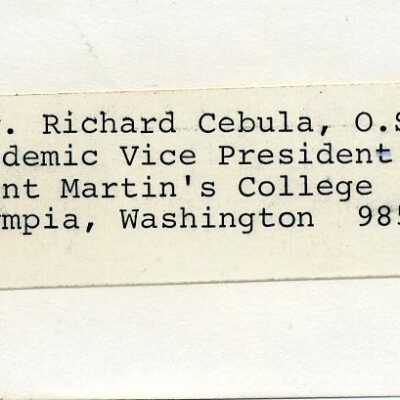 . Richard Cebula, O.S
demic Vice President
nt Martin's College
mpia, Washington 985